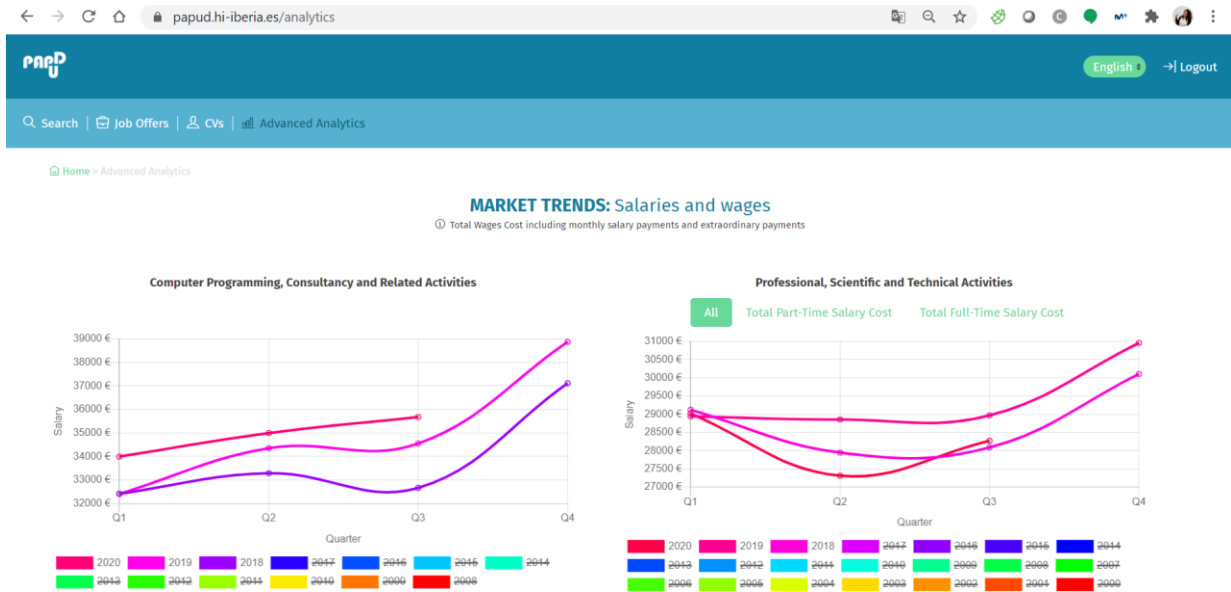 papud.hi-iberia.es/analytics
PAPUD
English
Logout
Search | Job Offers | CVs | Advanced Analytics
Home > Advanced Analytics
MARKET TRENDS: Salaries and wages
Total Wages Cost including monthly salary payments and extraordinary payments
Computer Programming, Consultancy and Related Activities
39000 €
38000 €
37000 €
36000 €
35000 €
34000 €
33000 €
32000 €
Salary
Q1 Q2 Q3 Q4
Quarter
2020 2019 2018 2017 2016 2015 2014
2013 2012 2011 2010 2009 2008
Professional, Scientific and Technical Activities
All Total Part-Time Salary Cost Total Full-Time Salary Cost
31000 €
30500 €
30000 €
29500 €
29000 €
28500 €
28000 €
27500 €
27000 €
Salary
Q1 Q2 Q3 Q4
Quarter
2020 2019 2018 2017 2016 2015 2014
2013 2012 2011 2010 2009 2008 2007
2006 2005 2004 2003 2002 2001 2000